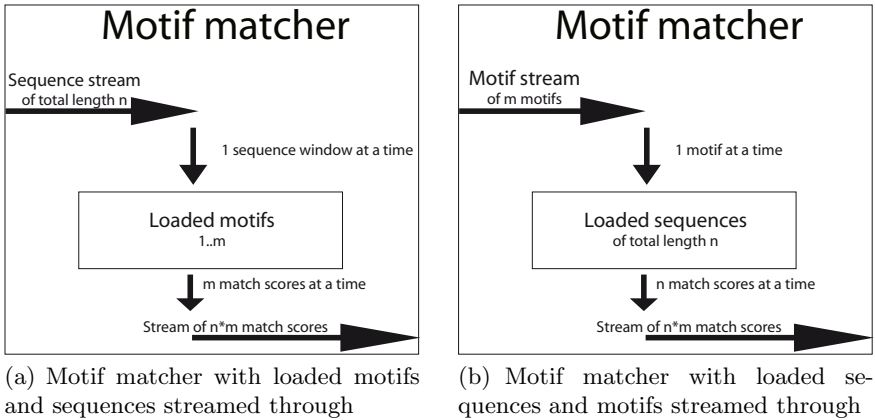 Motif matcher
Sequence stream
of total length n
1 sequence window at a time
Loaded motifs
1..m
m match scores at a time
Stream of n*m match scores
(a) Motif matcher with loaded motifs
and sequences streamed through
Motif matcher
Motif stream
of m motifs
1 motif at a time
Loaded sequences
of total length n
n match scores at a time
Stream of n*m match scores
(b) Motif matcher with loaded se-
quences and motifs streamed through